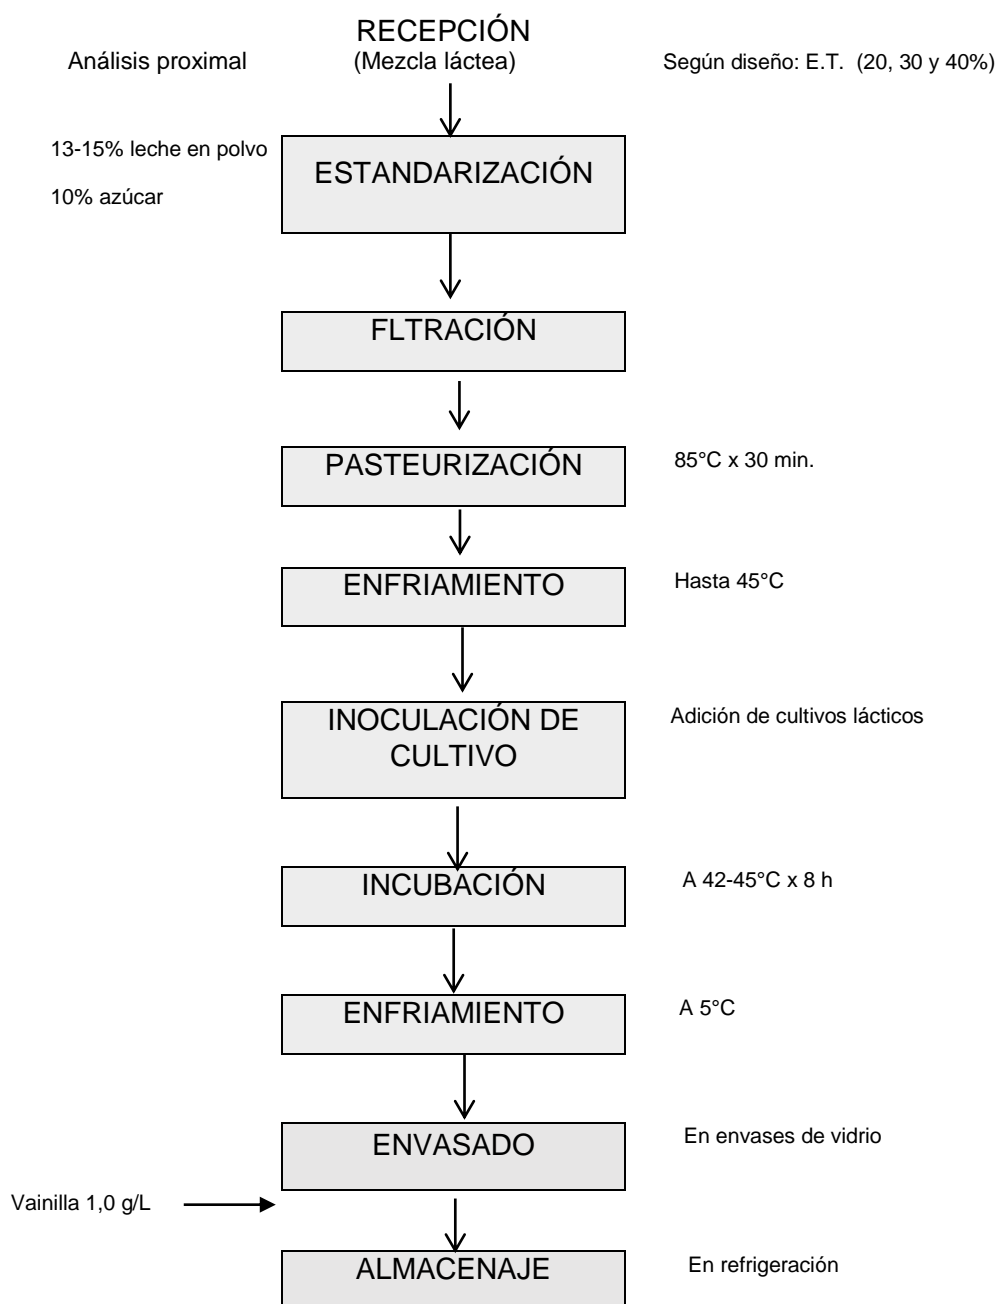 RECEPCIÓN
Análisis proximal
(Mezcla láctea)
Según diseño: E.T. (20, 30 y 40%)
13-15% leche en polvo
10% azúcar
ESTANDARIZACIÓN
FLTRACIÓN
PASTEURIZACIÓN
85°C x 30 min.
ENFRIAMIENTO
Hasta 45°C
INOCULACIÓN DE
CULTIVO
Adición de cultivos lácticos
INCUBACIÓN
A 42-45°C x 8 h
ENFRIAMIENTO
A 5°C
ENVASADO
En envases de vidrio
Vainilla 1,0 g/L
ALMACENAJE
En refrigeración